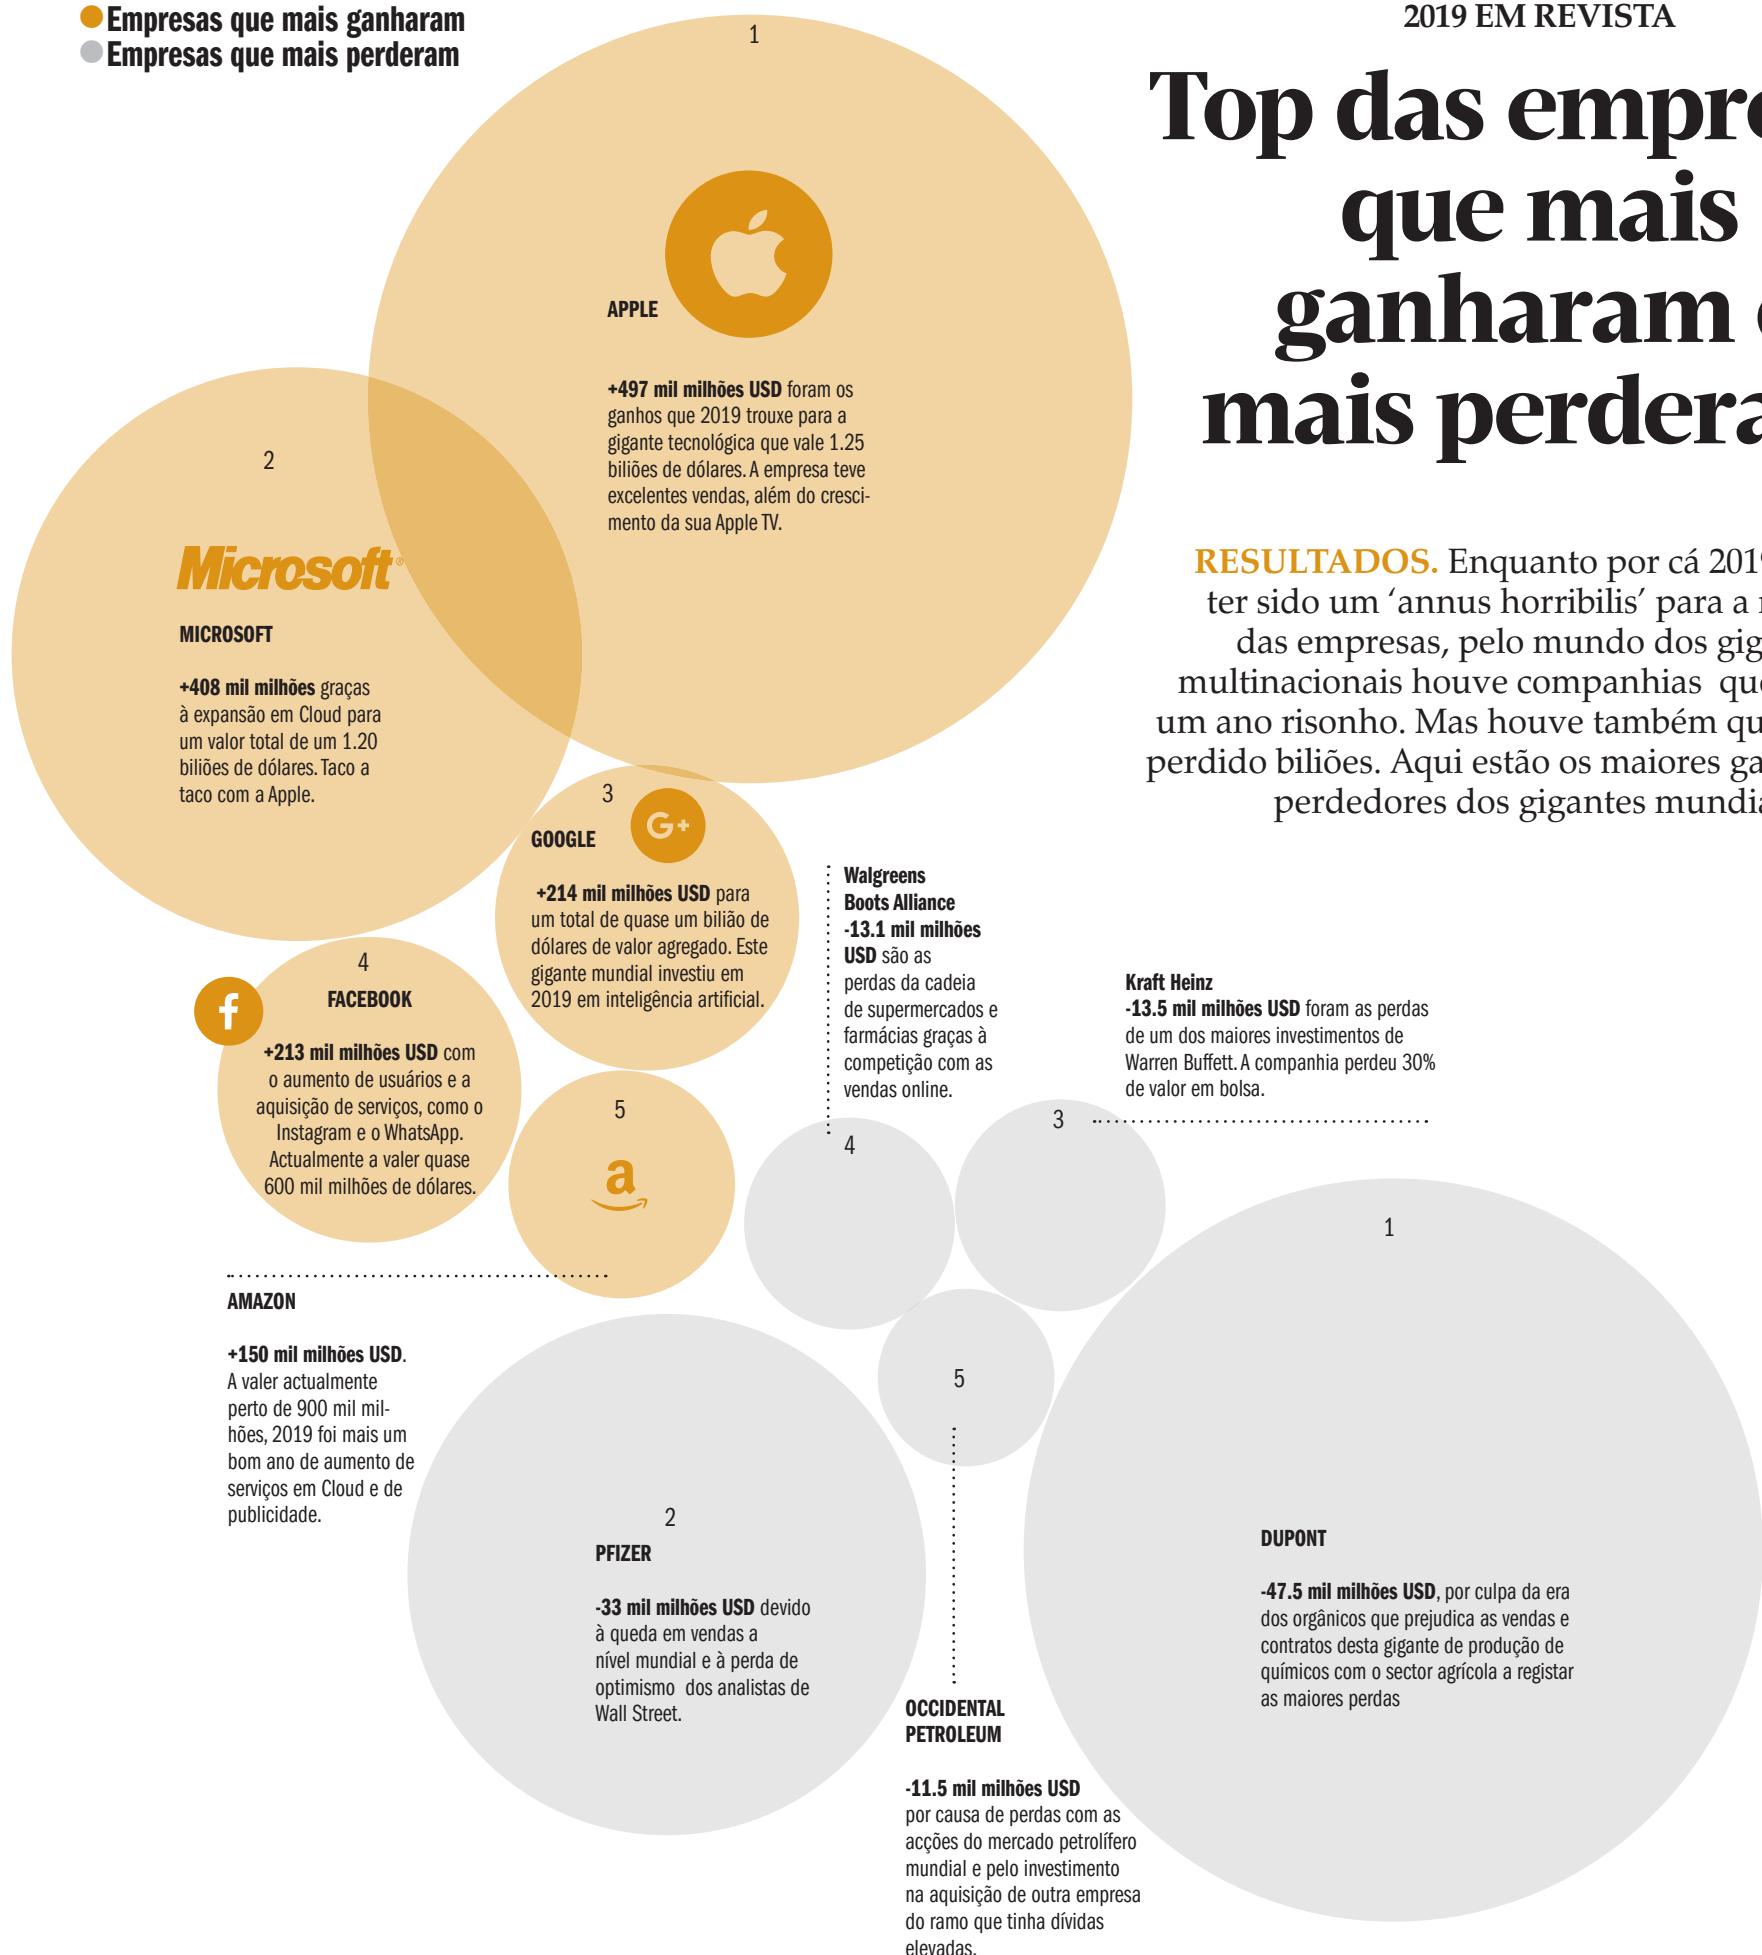 Empresas que mais ganharam
Empresas que mais perderam
2019 EM REVISTA
Top das
que mais
ganharam
mais
RESULTADOS. Enquanto por cá 2019
ter sido um ‘annus horribilis’ para a
das empresas, pelo mundo dos
multinacionais houve companhias
um ano risonho. Mas houve também
perdido biliões. Aqui estão os maiores
perdedores dos gigantes
1
APPLE
+497 mil milhões USD foram os
ganhos que 2019 trouxe para a
gigante tecnológica que vale 1.25
biliões de dólares. A empresa teve
excelentes vendas, além do cresci-
mento da sua Apple TV.
2
Microsoft®
MICROSOFT
+408 mil milhões graças
à expansão em Cloud para
um valor total de um 1.20
biliões de dólares. Taco a
taco com a Apple.
3
G+
GOOGLE
+214 mil milhões USD para
um total de quase um bilião de
dólares de valor agregado. Este
gigante mundial investiu em
2019 em inteligência artificial.
4
f
FACEBOOK
+213 mil milhões USD com
o aumento de usuários e a
aquisição de serviços, como o
Instagram e o WhatsApp.
Actualmente a valer quase
600 mil milhões de dólares.
5
a
AMAZON
+150 mil milhões USD.
A valer actualmente
perto de 900 mil mil-
hões, 2019 foi mais um
bom ano de aumento de
serviços em Cloud e de
publicidade.
Walgreens
Boots Alliance
-13.1 mil milhões
USD são as
perdas da cadeia
de supermercados e
farmácias graças à
competição com as
vendas online.
4
Kraft Heinz
-13.5 mil milhões USD foram as perdas
de um dos maiores investimentos de
Warren Buffett. A companhia perdeu 30%
de valor em bolsa.
3
1
DUPONT
-47.5 mil milhões USD, por culpa da era
dos orgânicos que prejudica as vendas e
contratos desta gigante de produção de
químicos com o sector agrícola a registar
as maiores perdas
2
PFIZER
-33 mil milhões USD devido
à queda em vendas a
nível mundial e à perda de
optimismo dos analistas de
Wall Street.
5
OCCIDENTAL
PETROLEUM
-11.5 mil milhões USD
por causa de perdas com as
acções do mercado petrolífero
mundial e pelo investimento
na aquisição de outra empresa
do ramo que tinha dívidas
elevadas.